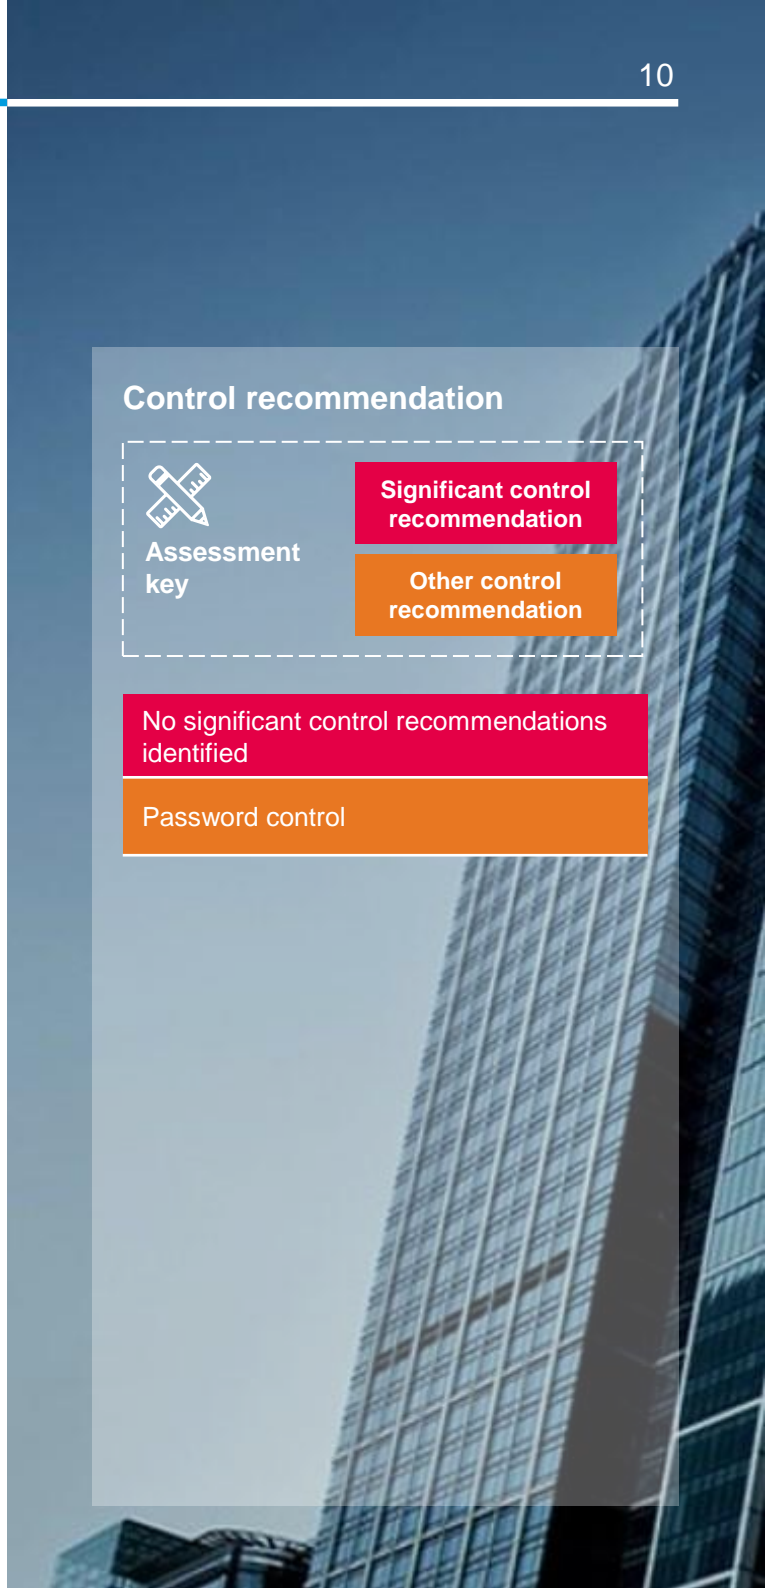 10
Control recommendation
Assessment
key
Significant control
recommendation
Other control
recommendation
No significant control recommendations
identified
Password control